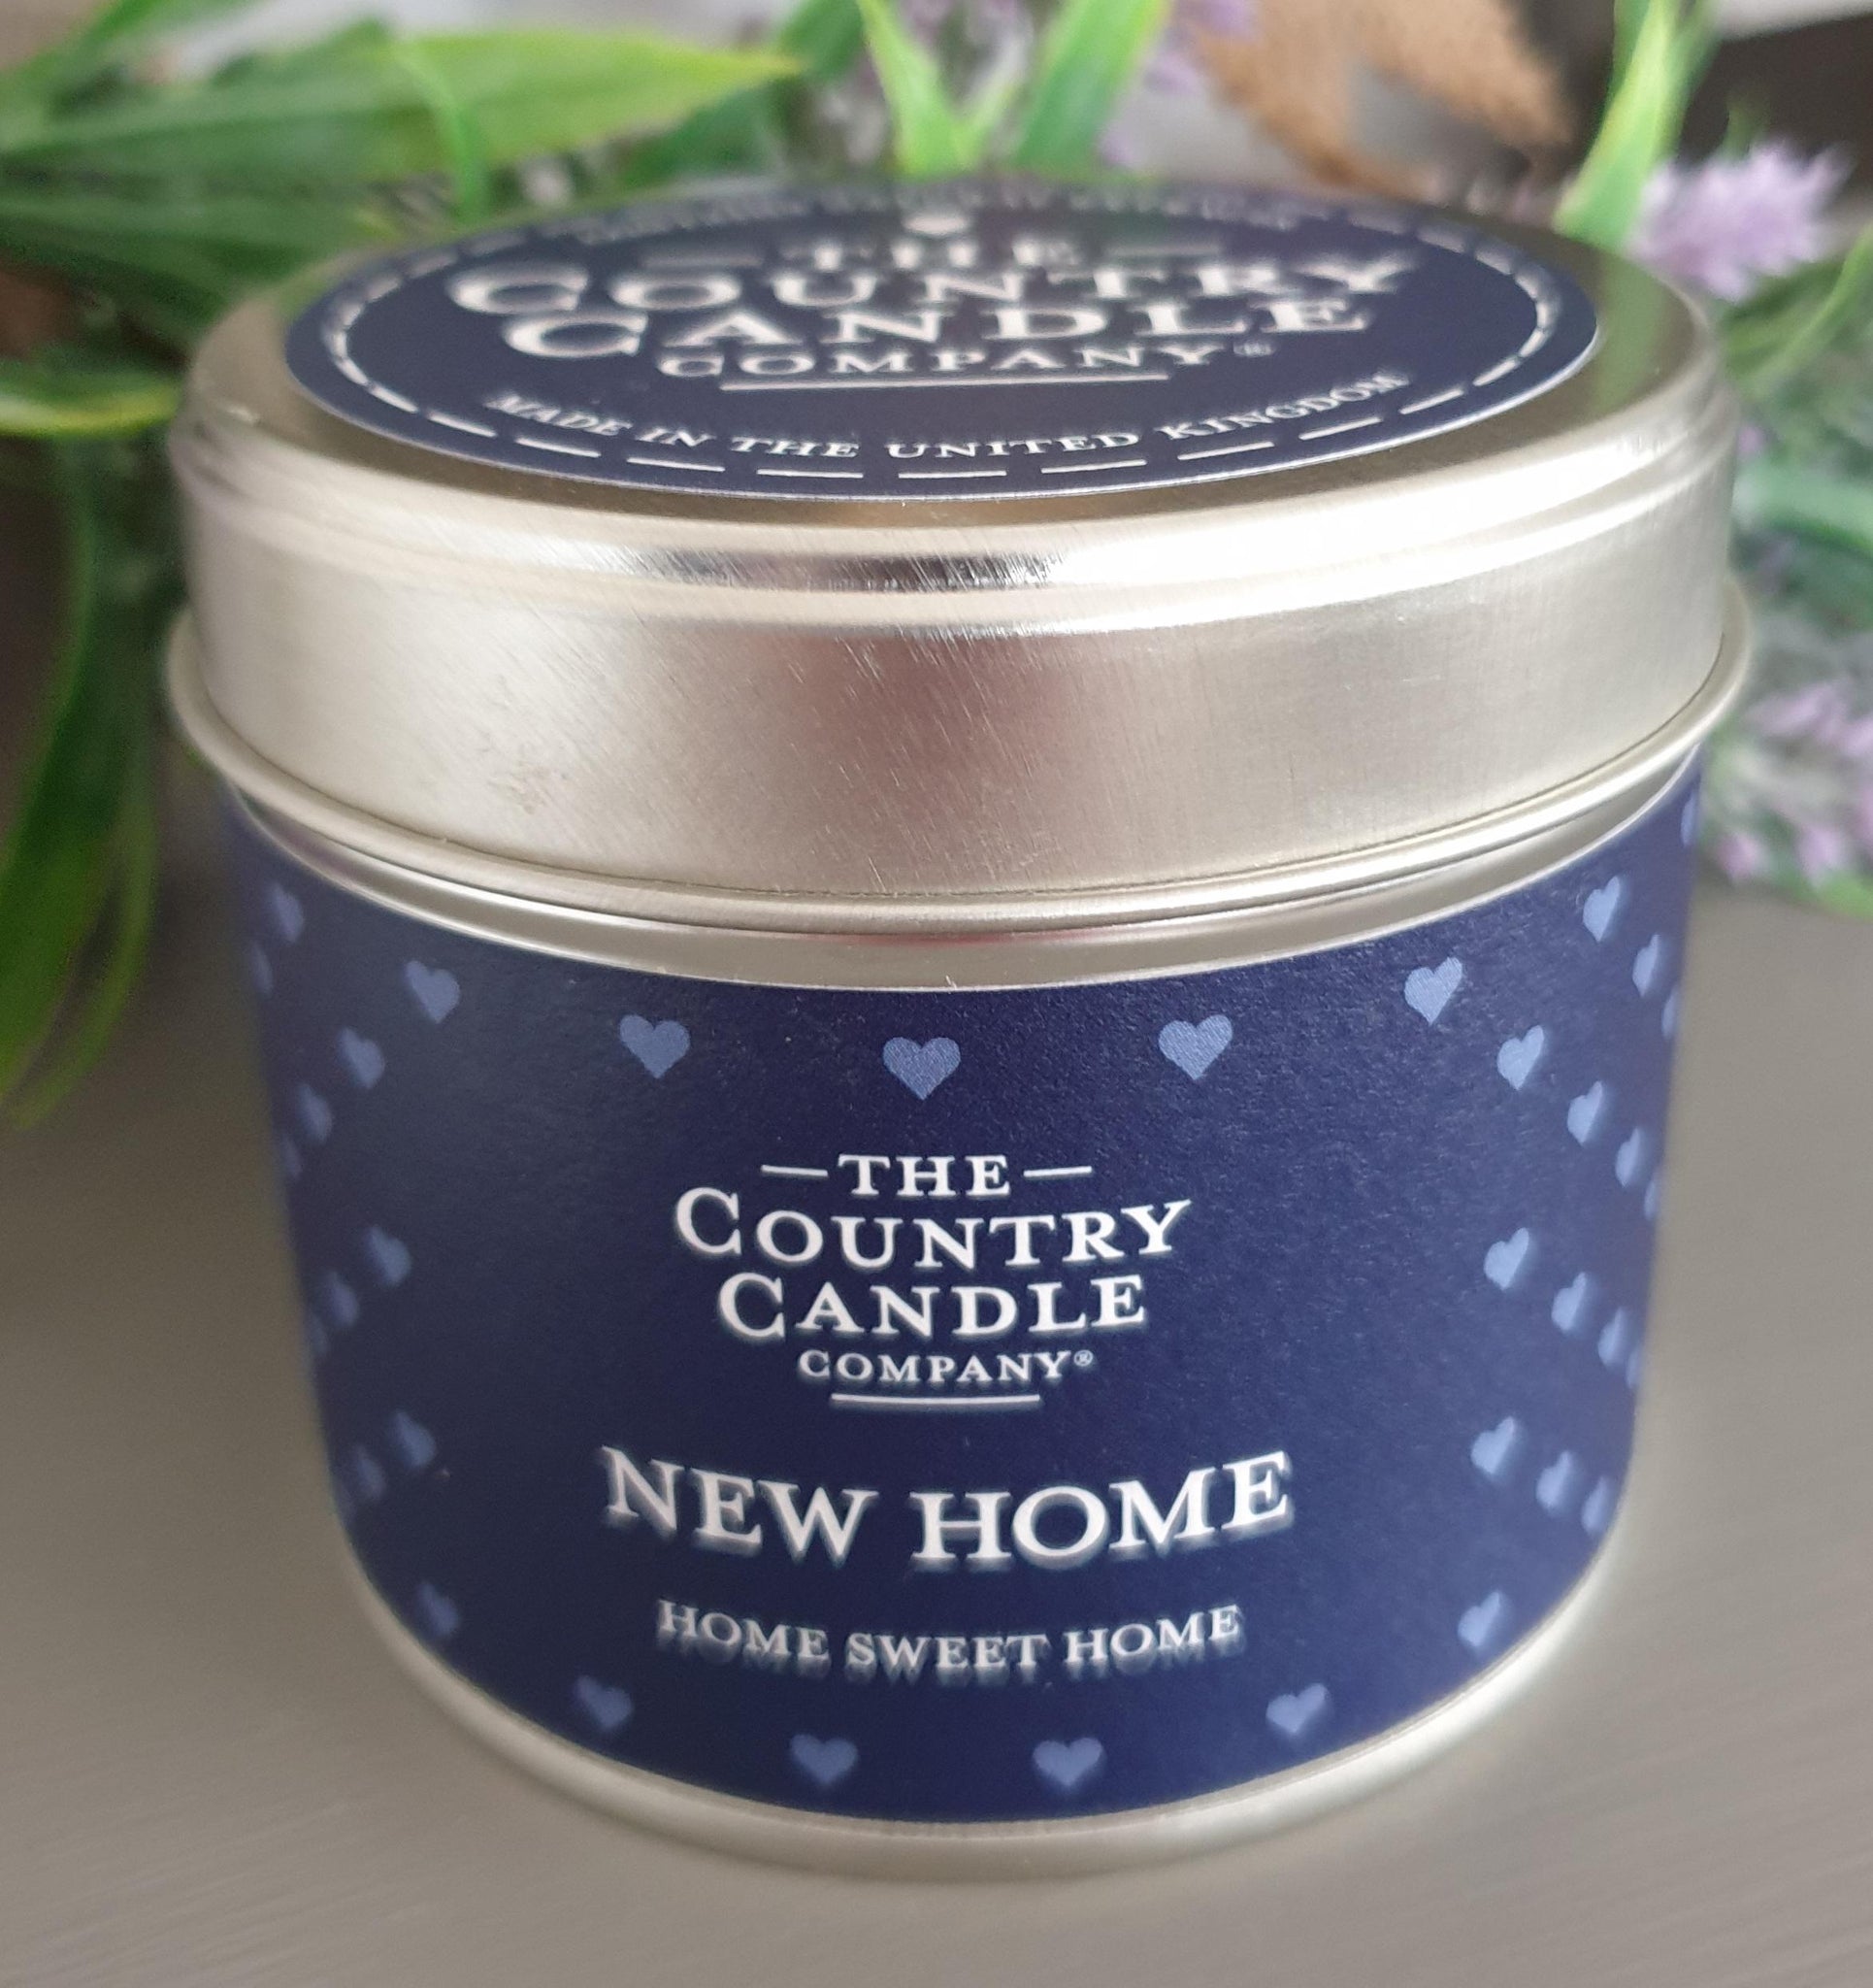 THE
COUNTRY
CANDLE
COMPANY®
MADE IN THE UNITED KINGDOM
THE
COUNTRY
CANDLE
COMPANY®
NEW HOME
HOME SWEET HOME